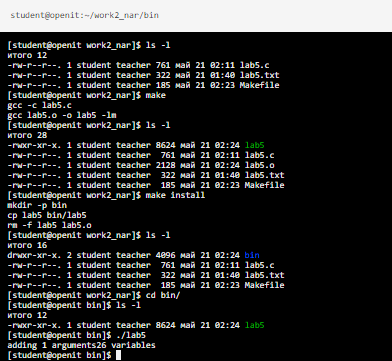 student@openit:~/work2_nar/bin
[student@openit work2_nar]$ ls -l
итого 12
-rw-r--r--. 1 student teacher 761 май 21 02:11 lab5.c
-rw-r--r--. 1 student teacher 322 май 21 01:40 lab5.txt
-rw-r--r--. 1 student teacher 185 май 21 02:23 Makefile
[student@openit work2_nar]$ make
gcc -c lab5.c
gcc lab5.o -o lab5 -lm
[student@openit work2_nar]$ ls -l
итого 28
-rwxr-xr-x. 1 student teacher 8624 май 21 02:24 lab5
-rw-r--r--. 1 student teacher  761 май 21 02:11 lab5.c
-rw-r--r--. 1 student teacher 2128 май 21 02:24 lab5.o
-rw-r--r--. 1 student teacher  322 май 21 01:40 lab5.txt
-rw-r--r--. 1 student teacher  185 май 21 02:23 Makefile
[student@openit work2_nar]$ make install
mkdir -p bin
cp lab5 bin/lab5
rm -f lab5 lab5.o
[student@openit work2_nar]$ ls -l
итого 16
drwxr-xr-x. 2 student teacher 4096 май 21 02:24 bin
-rw-r--r--. 1 student teacher  761 май 21 02:11 lab5.c
-rw-r--r--. 1 student teacher  322 май 21 01:40 lab5.txt
-rw-r--r--. 1 student teacher  185 май 21 02:23 Makefile
[student@openit work2_nar]$ cd bin/
[student@openit bin]$ ls -l
итого 12
-rwxr-xr-x. 1 student teacher 8624 май 21 02:24 lab5
[student@openit bin]$ ./lab5
adding 1 arguments26 variables
[student@openit bin]$